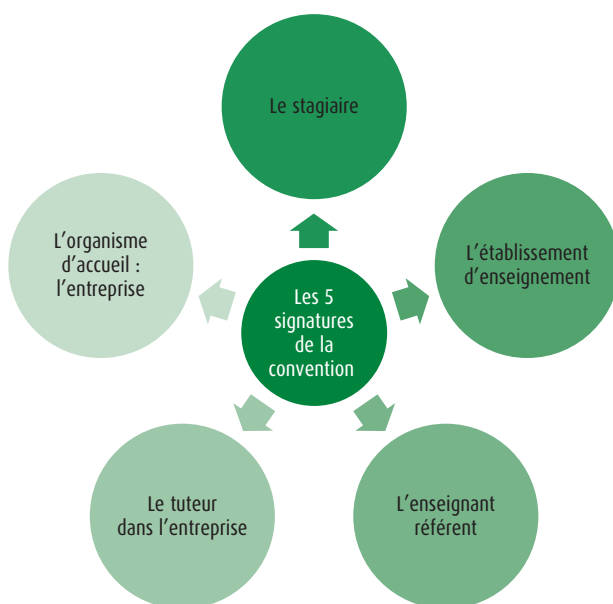 Le stagiaire
L'organisme
d'accueil :
l'entreprise
L'établissement
d'enseignement
Les 5
signatures
de la
convention
Le tuteur
dans l'entreprise
L'enseignant
référent